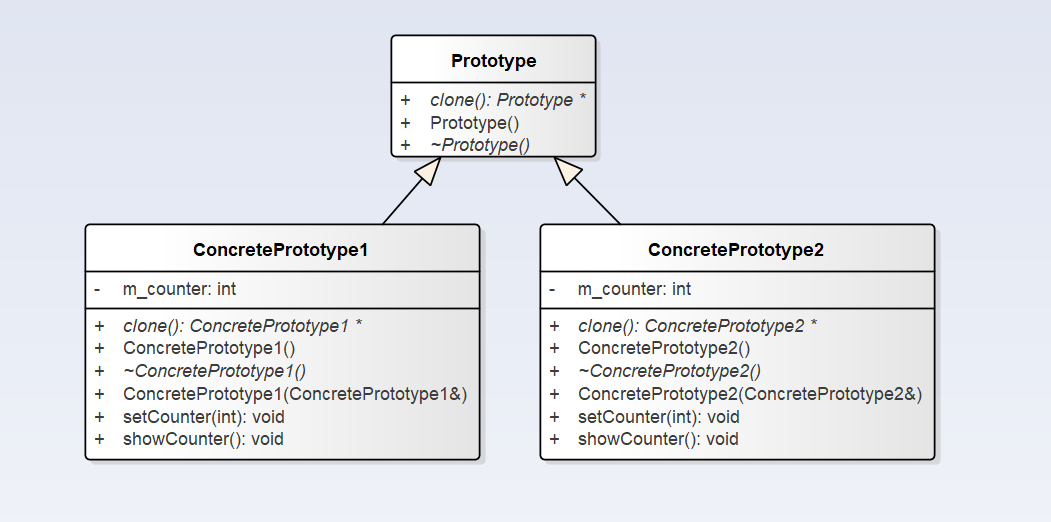 Prototype
+ clone(): Prototype *
+ Prototype()
+ ~Prototype()
ConcretePrototype1
- m_counter: int
+ clone(): ConcretePrototype1 *
+ ConcretePrototype1()
+ ~ConcretePrototype1()
+ ConcretePrototype1(ConcretePrototype1&)
+ setCounter(int): void
+ showCounter(): void
ConcretePrototype2
- m_counter: int
+ clone(): ConcretePrototype2 *
+ ConcretePrototype2()
+ ~ConcretePrototype2()
+ ConcretePrototype2(ConcretePrototype2&)
+ setCounter(int): void
+ showCounter(): void